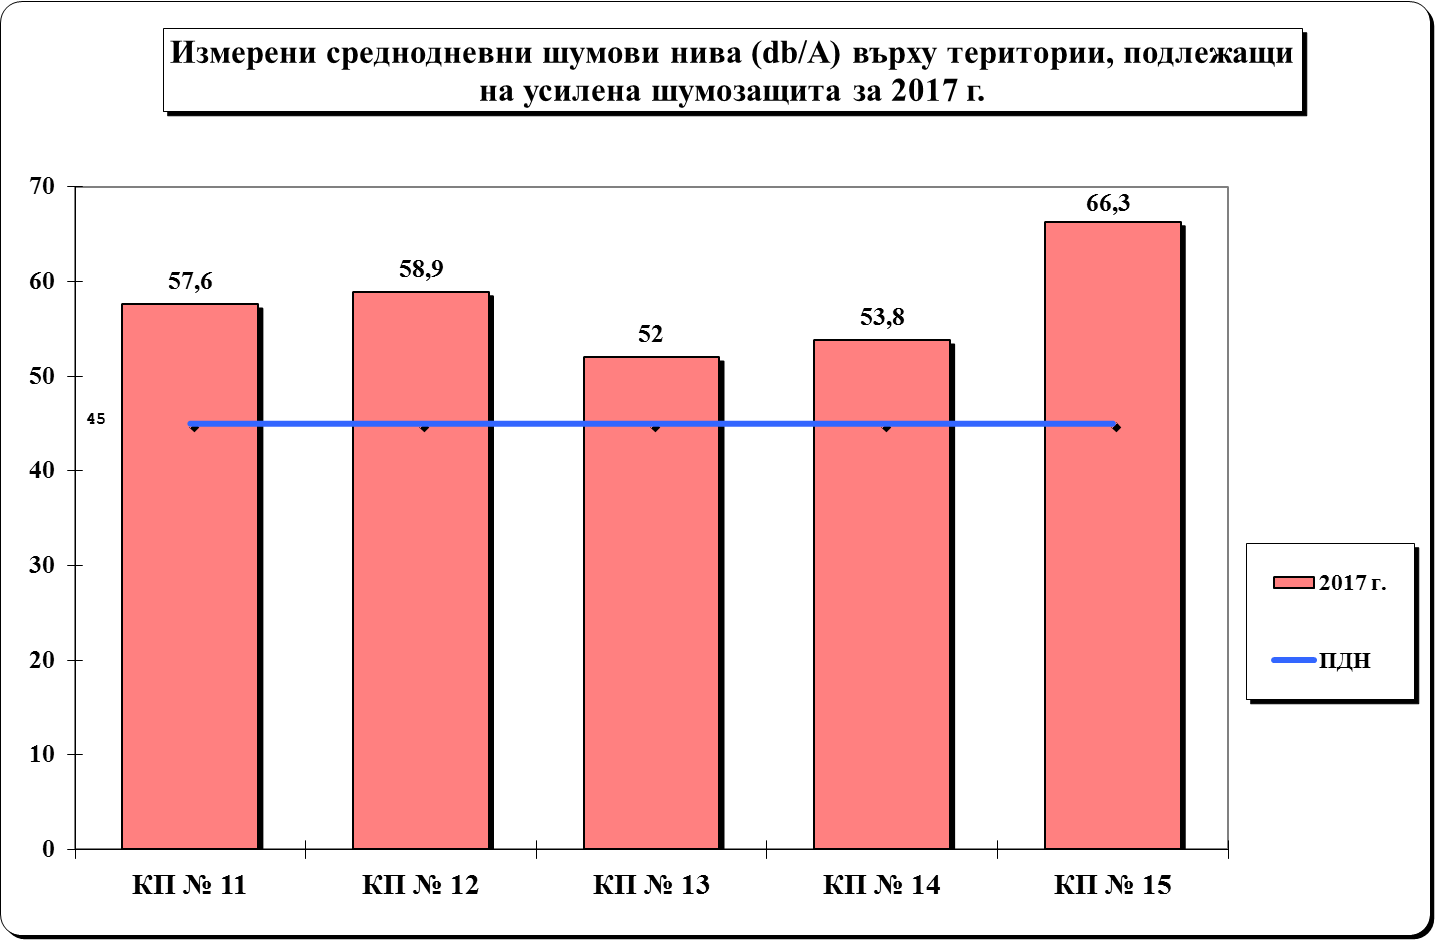 Измерени среднодневни шумови нива (db/A) върху територии, подлежащи
на усилена шумозащита за 2017 г.
70
60
50
40
30
20
10
0
45
57,6
58,9
52
53,8
66,3
КП № 11
КП № 12
КП № 13
КП № 14
КП № 15
2017 г.
ПДН